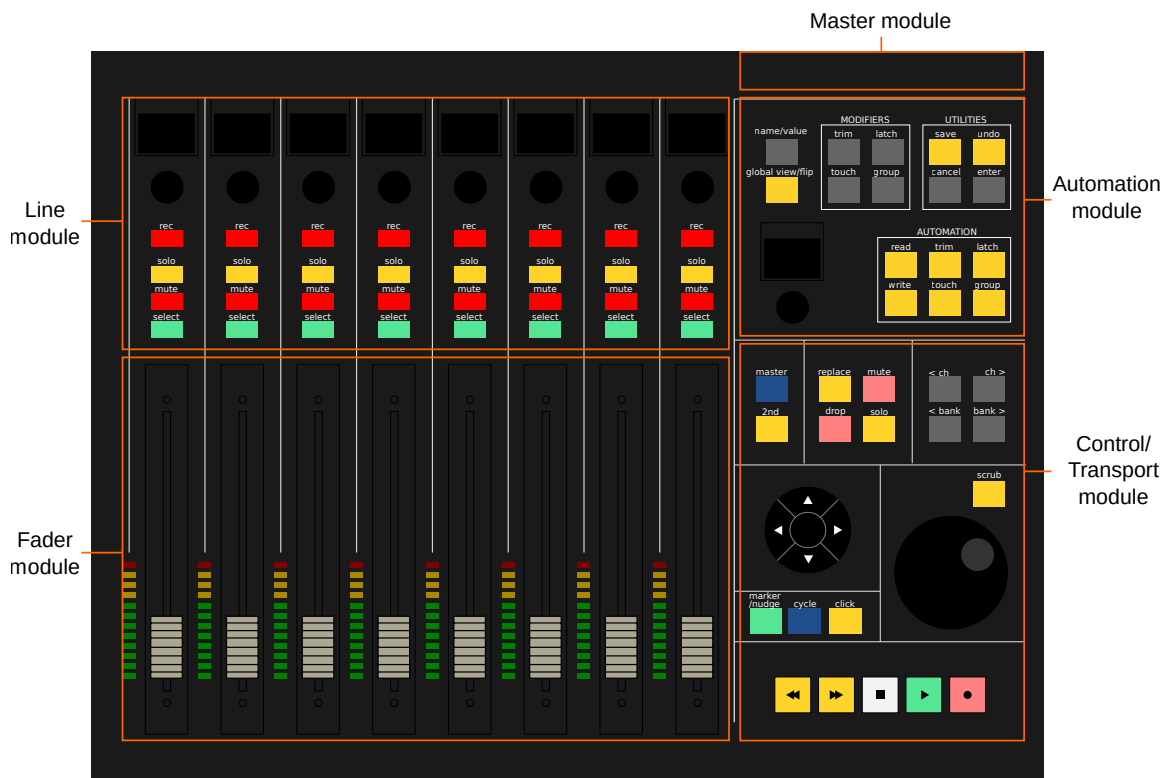 Master module
MODIFIERS
UTILITIES
name/value
trim
latch
save
undo
global view/flip
touch
group
cancel
enter
Automation
module
Line
module
rec rec rec rec rec rec rec rec
solo solo solo solo solo solo solo solo
mute mute mute mute mute mute mute mute
select select select select select select select select
AUTOMATION
read
trim
latch
write
touch
group
master
replace
mute
< ch
ch >
2nd
drop
solo
< bank
bank >
Control/
Transport
module
scrub
Fader
module
marker
/nudge
cycle
click